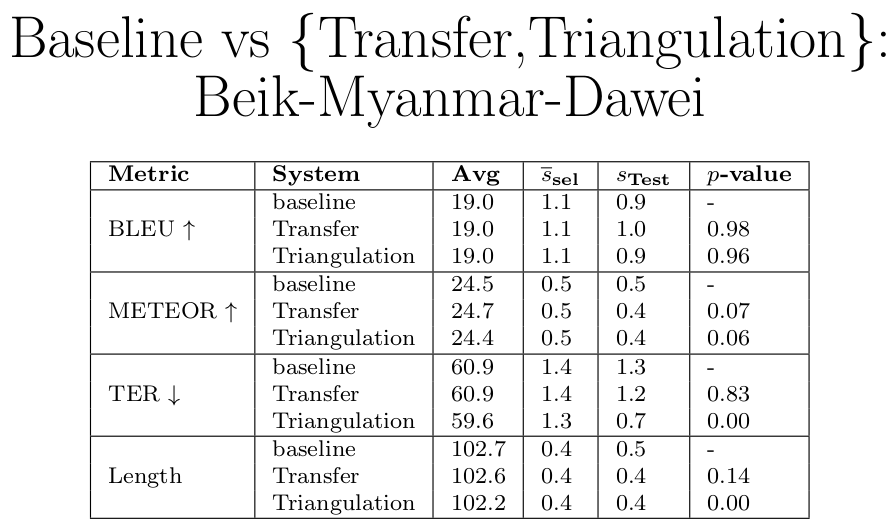 Baseline vs {Transfer,Triangulation}:
Beik-Myanmar-Dawei
Metric System Avg s̅sel sTest p-value
baseline 19.0 1.1 0.9 -
BLEU ↑ Transfer 19.0 1.1 1.0 0.98
Triangulation 19.0 1.1 0.9 0.96
baseline 24.5 0.5 0.5 -
METEOR ↑ Transfer 24.7 0.5 0.4 0.07
Triangulation 24.4 0.5 0.4 0.06
baseline 60.9 1.4 1.3 -
TER ↓ Transfer 60.9 1.4 1.2 0.83
Triangulation 59.6 1.3 0.7 0.00
baseline 102.7 0.4 0.5 -
Length Transfer 102.6 0.4 0.4 0.14
Triangulation 102.2 0.4 0.4 0.00